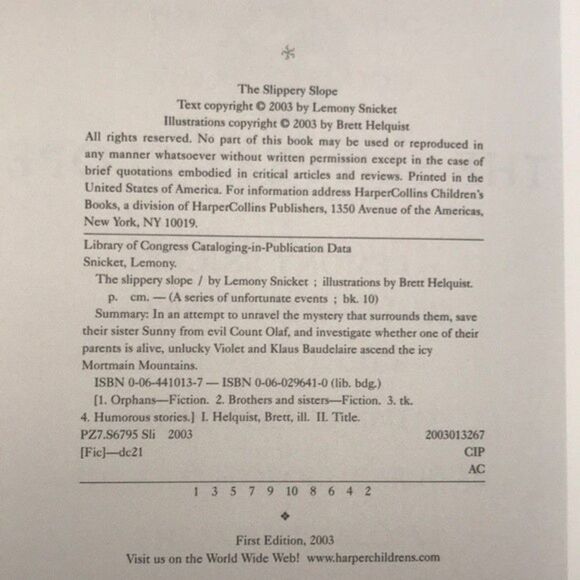 The Slippery Slope
Text copyright © 2003 by Lemony Snicket
Illustrations copyright © 2003 by Brett Helquist
All rights reserved. No part of this book may be used or reproduced in
any manner whatsoever without written permission except in the case of
brief quotations embodied in critical articles and reviews. Printed in the
United States of America. For information address HarperCollins Children's
Books, a division of HarperCollins Publishers, 1350 Avenue of the Americas,
New York, NY 10019.
Library of Congress Cataloging-in-Publication Data
Snicket, Lemony.
The slippery slope / by Lemony Snicket ; illustrations by Brett Helquist.
p. cm. — (A series of unfortunate events ; bk. 10)
Summary: In an attempt to unravel the mystery that surrounds them, save
their sister Sunny from evil Count Olaf, and investigate whether one of their
parents is alive, unlucky Violet and Klaus Baudelaire ascend the icy
Mortmain Mountains.
ISBN 0-06-441013-7 — ISBN 0-06-029641-0 (lib. bdg.)
[1. Orphans—Fiction. 2. Brothers and sisters—Fiction. 3. tk.
4. Humorous stories.] I. Helquist, Brett, ill. II. Title.
PZ7.S6795 Sli 2003 2003013267
[Fic]—dc21 CIP
AC
1 3 5 7 9 10 8 6 4 2
First Edition, 2003
Visit us on the World Wide Web! www.harperchildrens.com